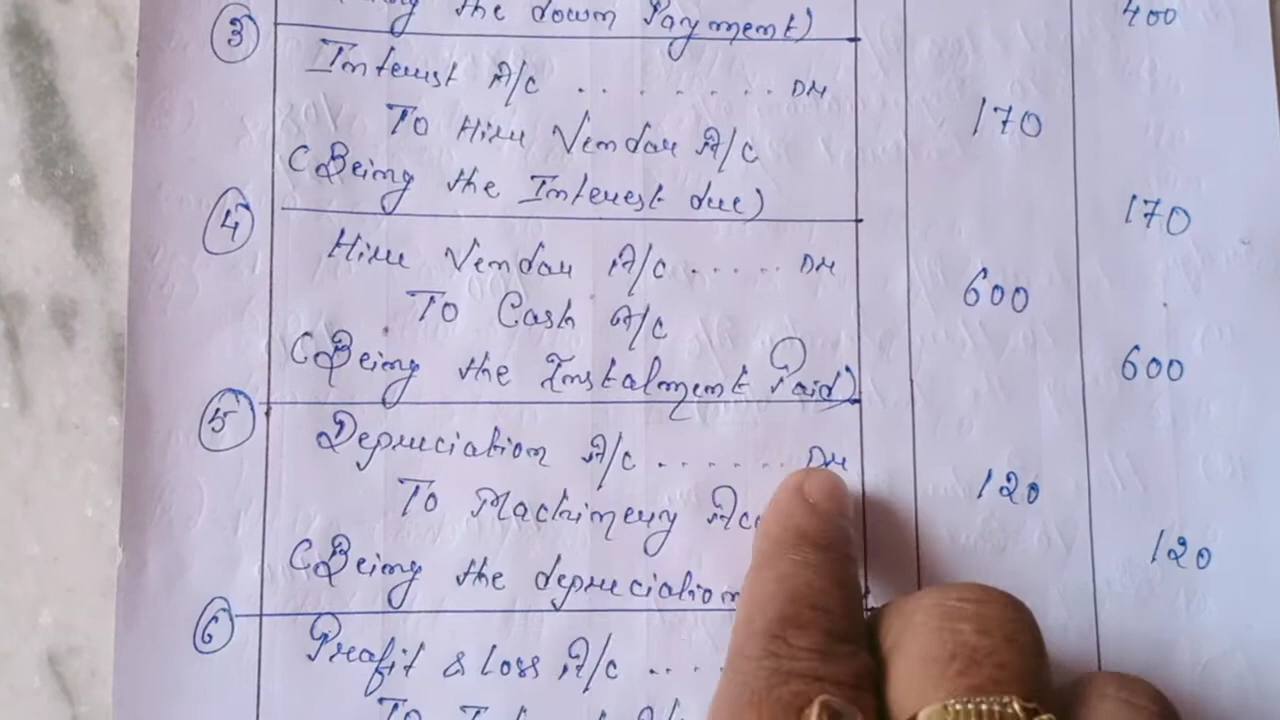 the down Payment)
400
3
Interest A/c ........ Dr
To Hire Vendor A/c
170
(Being the Interest due)
170
4
Hire Vendor A/c ..... Dr
To Cash A/c
600
(Being the Instalment Paid)
600
5
Depreciation A/c ...... Dr
To Machinery Acc
120
(Being the depreciation
120
6
Profit & Loss A/c ....
To